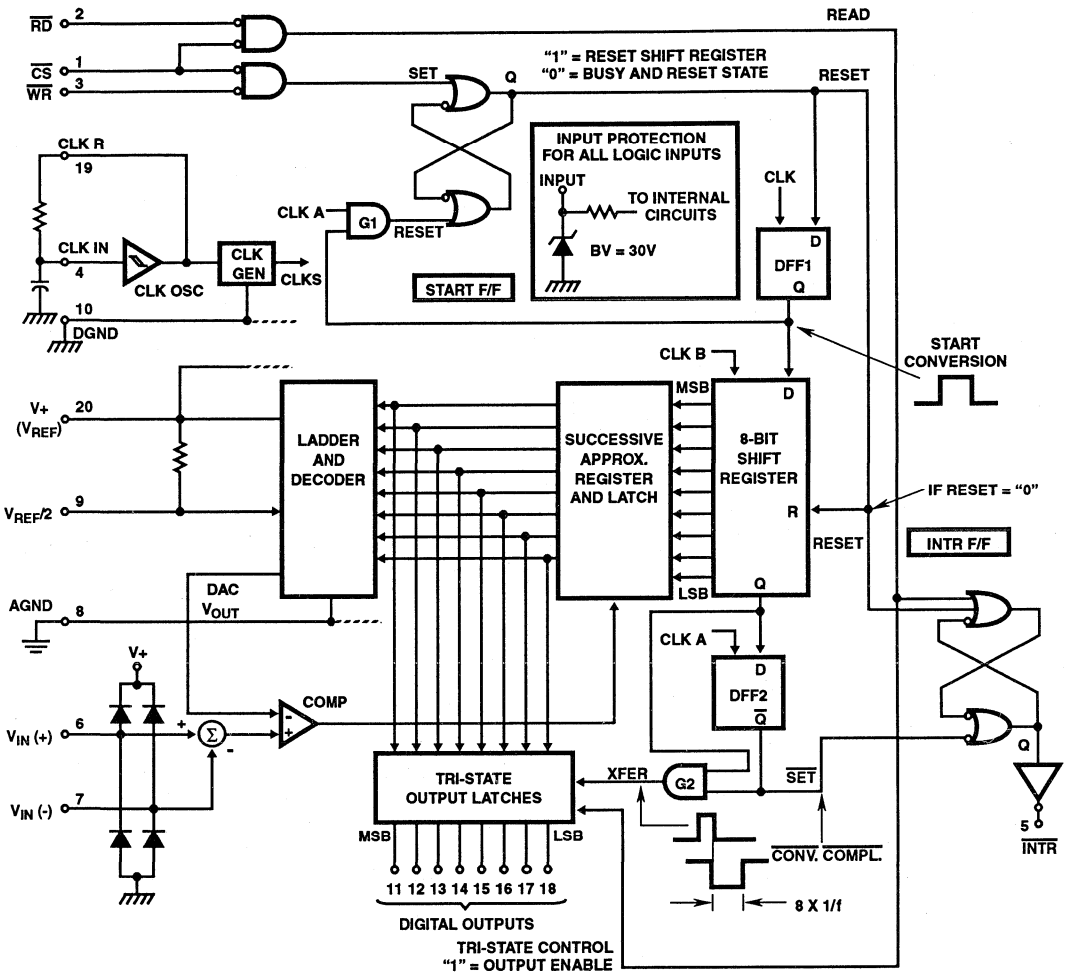 RD 2
READ
CS 1
WR 3
SET
Q
"1" = RESET SHIFT REGISTER
"0" = BUSY AND RESET STATE
RESET
CLK R
19
CLK IN
4
CLK OSC
CLK
GEN
CLKS
10
DGND
CLK A
G1
RESET
START F/F
INPUT PROTECTION
FOR ALL LOGIC INPUTS
INPUT
TO INTERNAL
CIRCUITS
BV = 30V
CLK
D
DFF1
Q
START
CONVERSION
CLK B
V+
(VREF)
20
VREF/2
9
AGND
8
LADDER
AND
DECODER
DAC
VOUT
SUCCESSIVE
APPROX.
REGISTER
AND LATCH
MSB
LSB
D
8-BIT
SHIFT
REGISTER
R
Q
RESET
IF RESET = "0"
INTR F/F
CLK A
D
DFF2
Q
V+
VIN (+)
6
VIN (-)
7
+
Σ
-
-
+
COMP
TRI-STATE
OUTPUT LATCHES
XFER
G2
SET
Q
5
INTR
CONV. COMPL.
8 X 1/f
MSB
LSB
11 12 13 14 15 16 17 18
DIGITAL OUTPUTS
TRI-STATE CONTROL
"1" = OUTPUT ENABLE